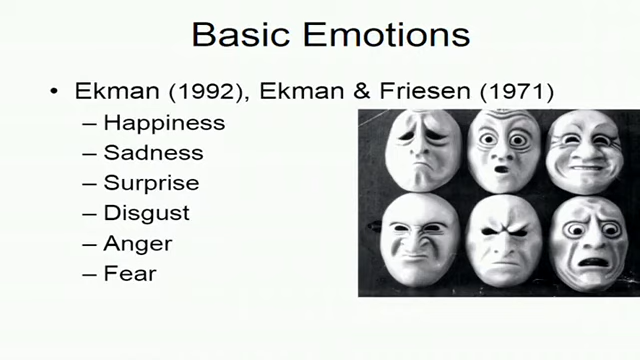 Basic Emotions
• Ekman (1992), Ekman & Friesen (1971)
– Happiness
– Sadness
– Surprise
– Disgust
– Anger
– Fear